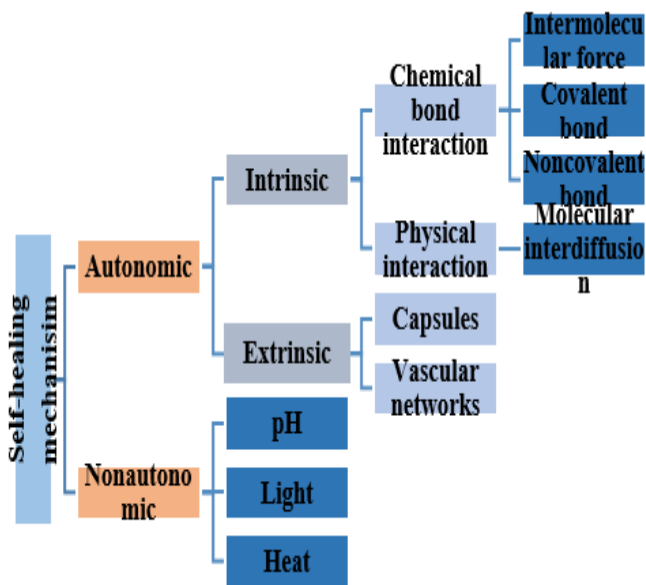 Self-healing
mechanisim
Autonomic
Nonautono
mic
Intrinsic
Extrinsic
pH
Light
Heat
Chemical
bond
interaction
Physical
interaction
Capsules
Vascular
networks
Intermolecu
lar force
Covalent
bond
Noncovalent
bond
Molecular
interdiffusio
n